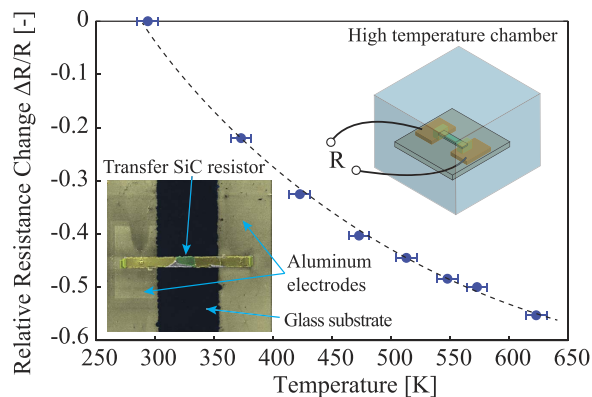 Relative Resistance Change ΔR/R [-]
0
-0.1
-0.2
-0.3
-0.4
-0.5
-0.6
High temperature chamber
R
Transfer SiC resistor
Aluminum
electrodes
Glass substrate
250 300 350 400 450 500 550 600 650
Temperature [K]